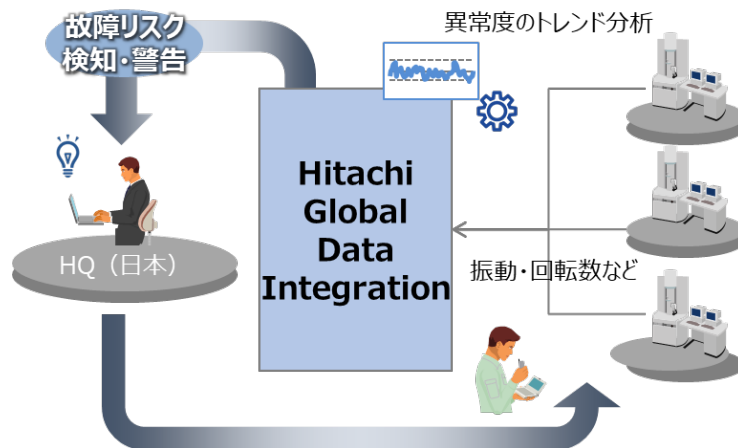 故障リスク
検知・警告
異常度のトレンド分析
Hitachi
Global
Data
Integration
HQ（日本）
振動・回転数など